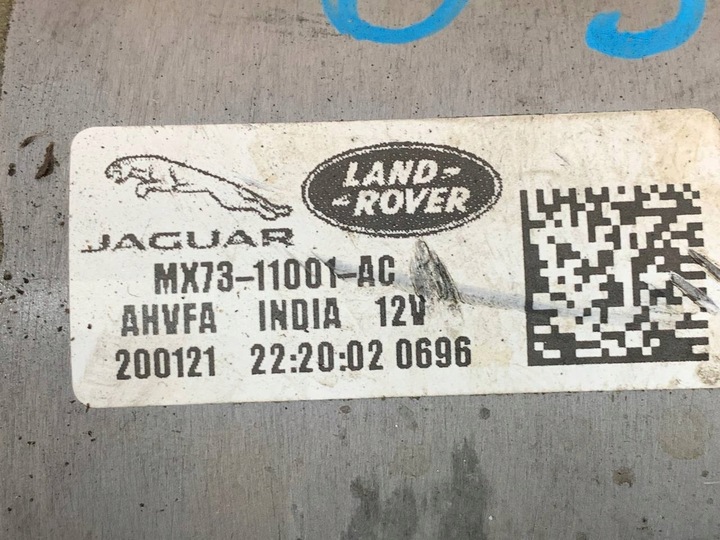 LAND-
-ROVER
JAGUAR
MX73-11001-AC
AHVFA INDIA 12V
200121 22:20:02 0696